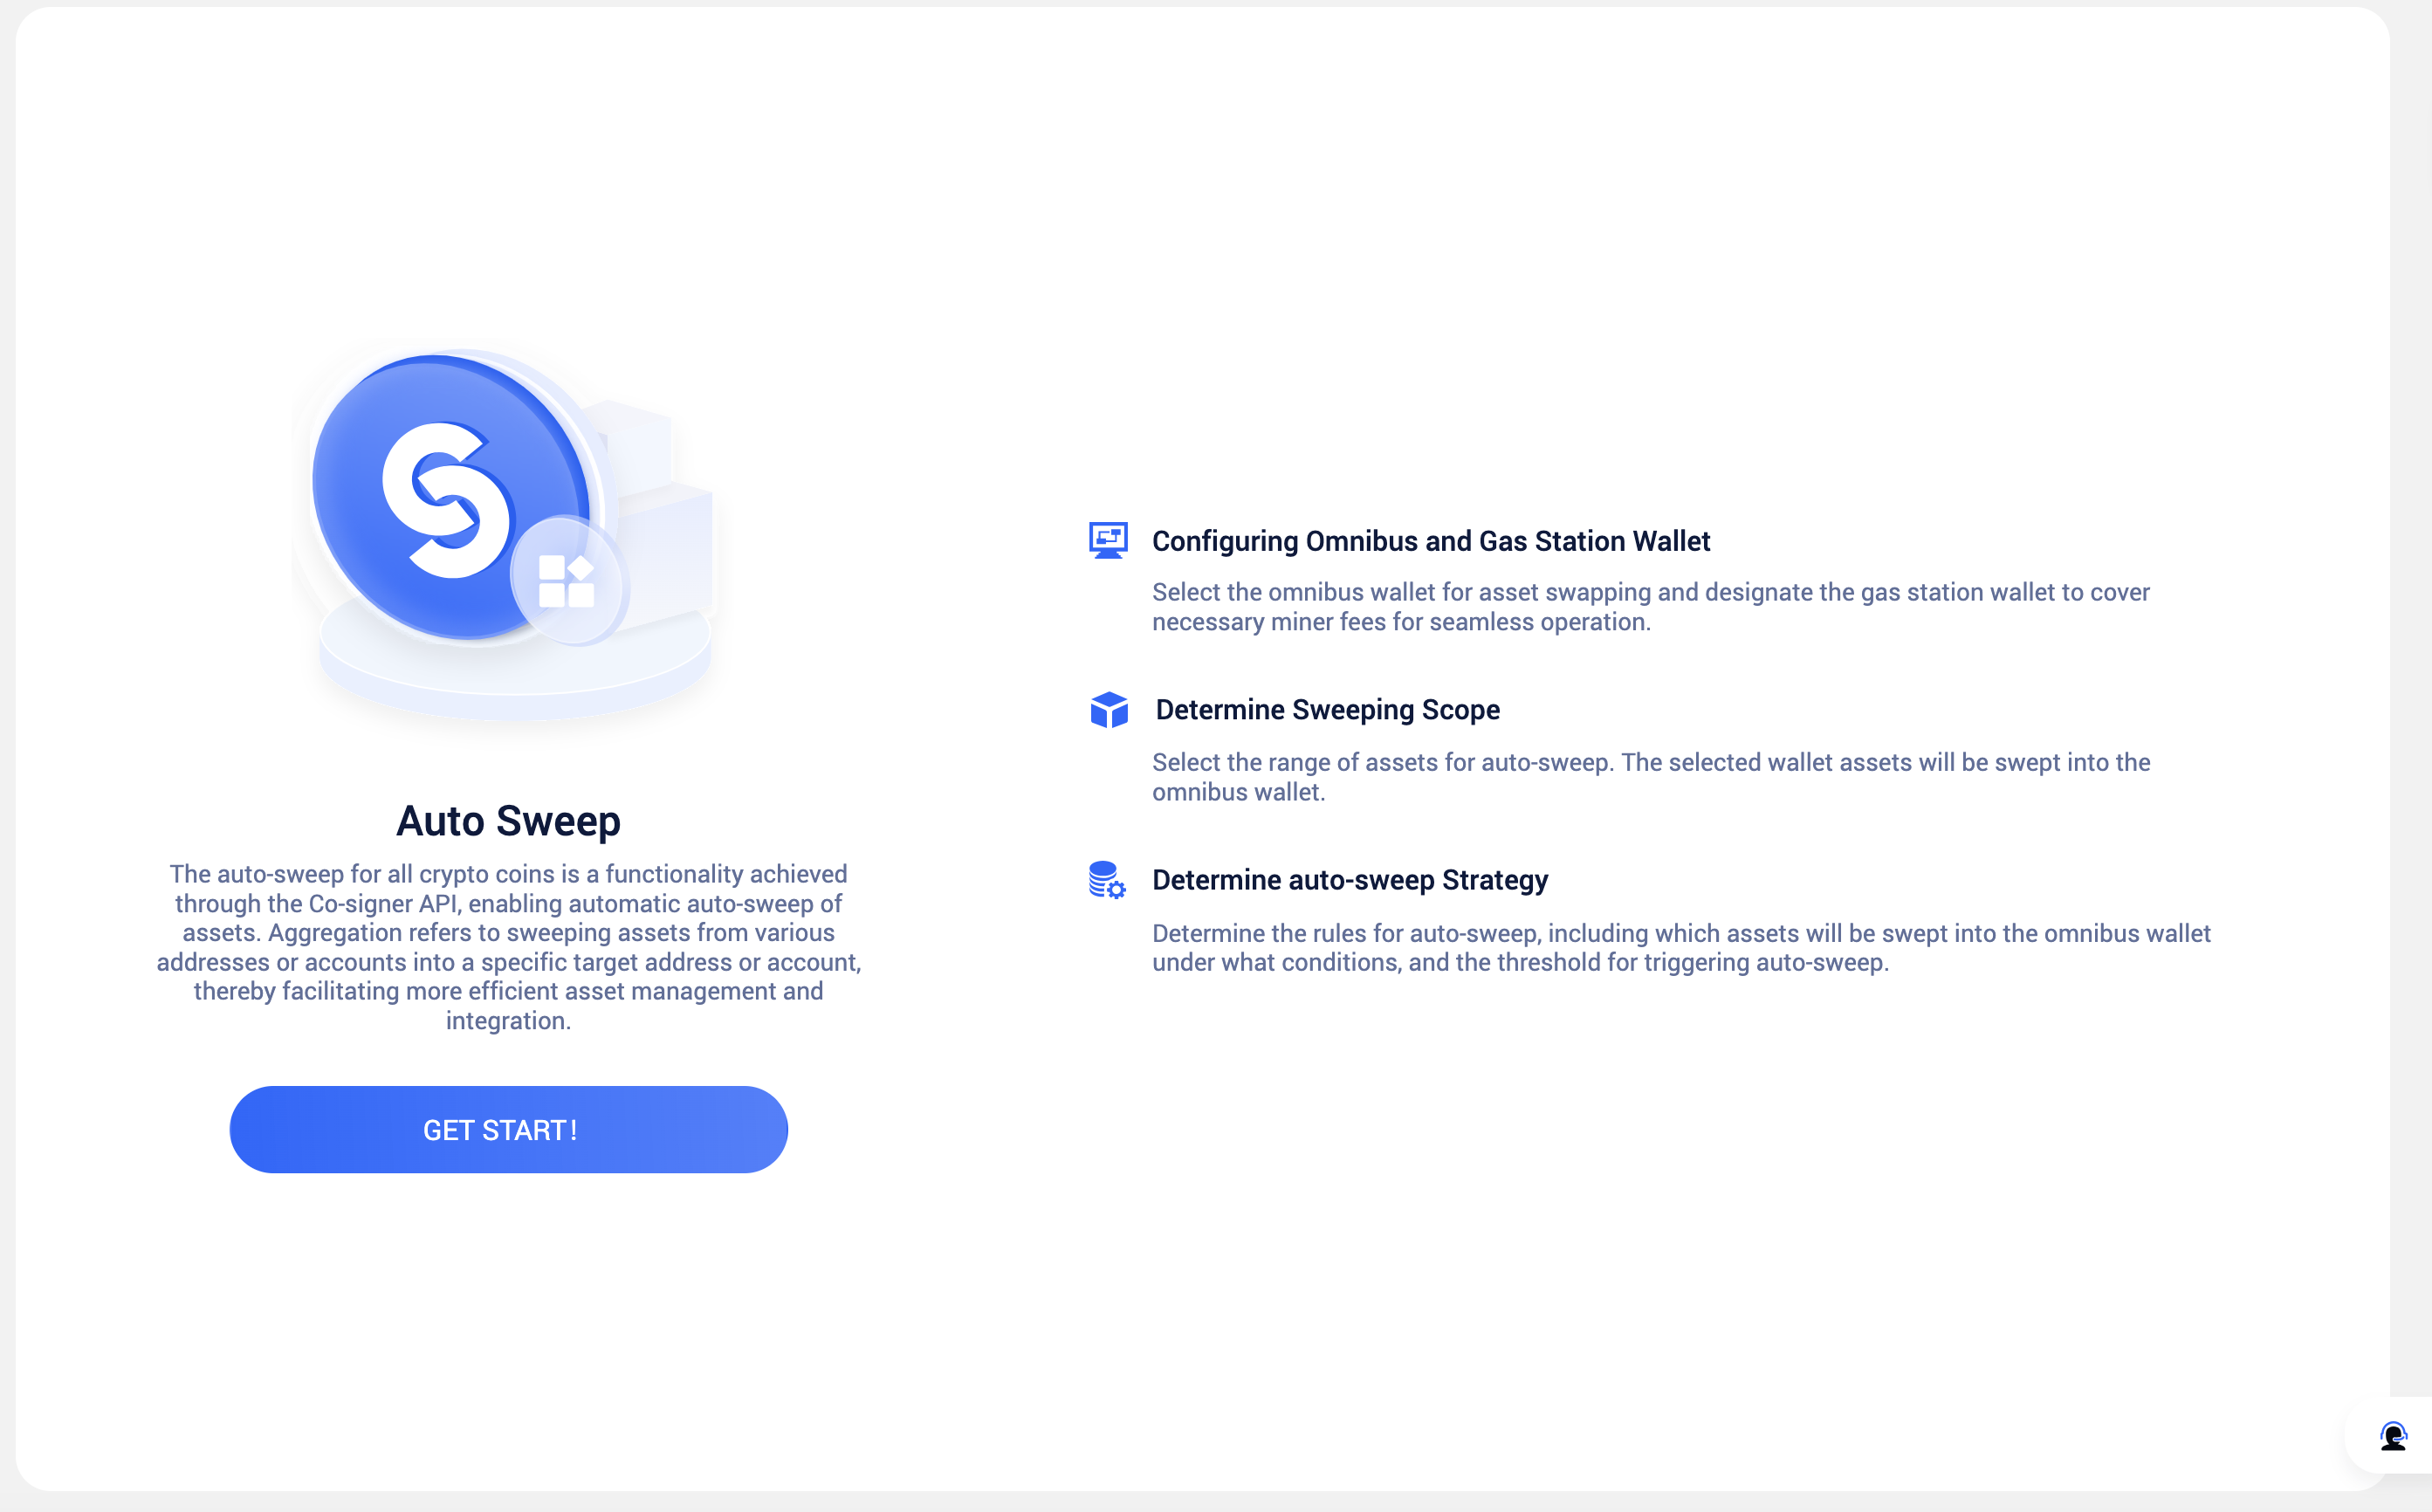 Auto Sweep
The auto-sweep for all crypto coins is a functionality achieved
through the Co-signer API, enabling automatic auto-sweep of
assets. Aggregation refers to sweeping assets from various
addresses or accounts into a specific target address or account,
thereby facilitating more efficient asset management and
integration.
GET START!
Configuring Omnibus and Gas Station Wallet
Select the omnibus wallet for asset swapping and designate the gas station wallet to cover
necessary miner fees for seamless operation.
Determine Sweeping Scope
Select the range of assets for auto-sweep. The selected wallet assets will be swept into the
omnibus wallet.
Determine auto-sweep Strategy
Determine the rules for auto-sweep, including which assets will be swept into the omnibus wallet
under what conditions, and the threshold for triggering auto-sweep.